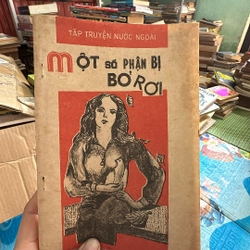 TẬP TRUYỆN NƯỚC NGOÀI
MỘT SỐ PHẬN BỊ
BỎ RƠI